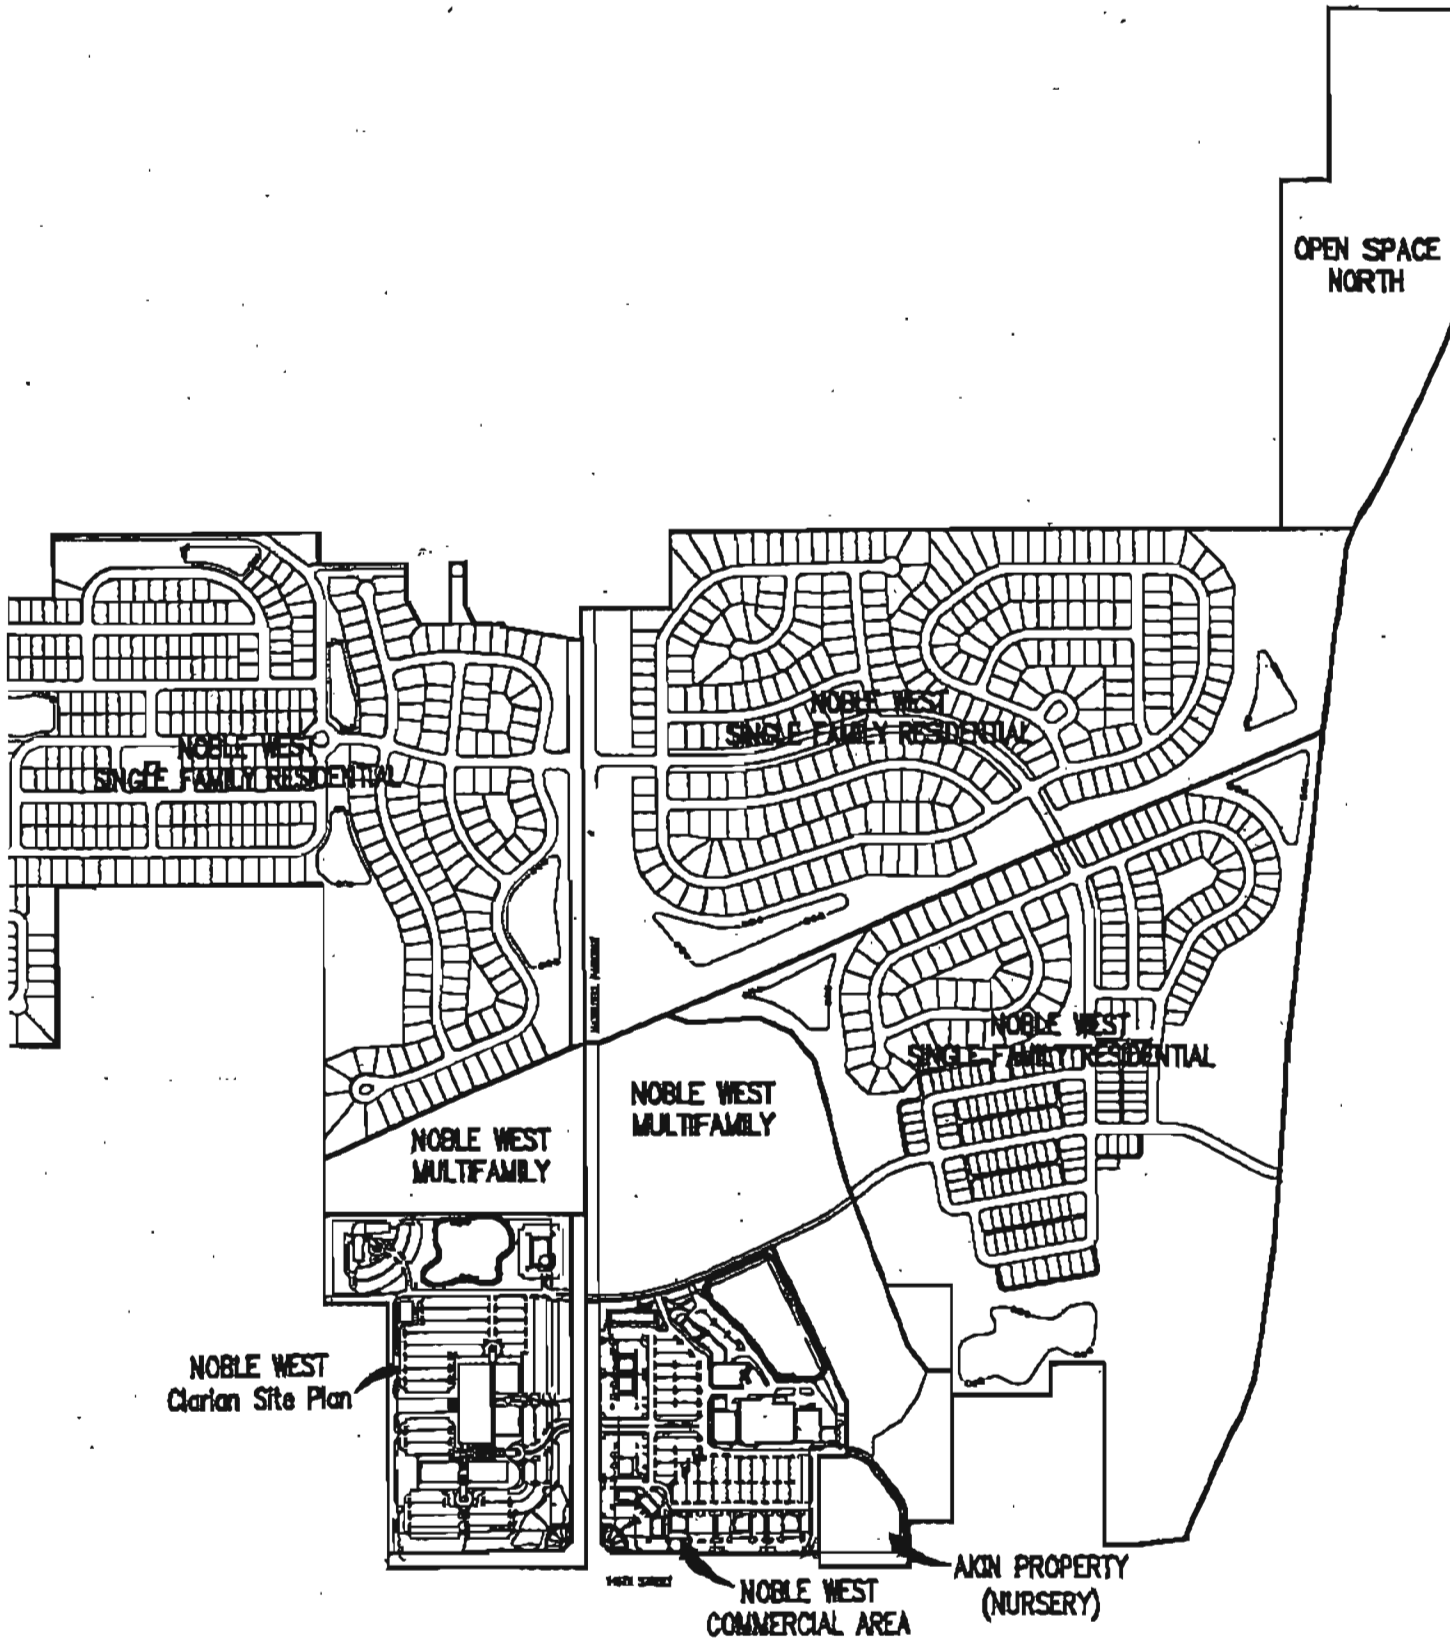 OPEN SPACE
NORTH
NOBLE WEST
SINGLE FAMILY RESIDENTIAL
NOBLE WEST
SINGLE FAMILY RESIDENTIAL
NOBLE WEST
SINGLE FAMILY RESIDENTIAL
NOBLE WEST
MULTIFAMILY
NOBLE WEST
MULTIFAMILY
NOBLE WEST
Clarian Site Plan
AKIN PROPERTY
(NURSERY)
NOBLE WEST
COMMERCIAL AREA
STREET